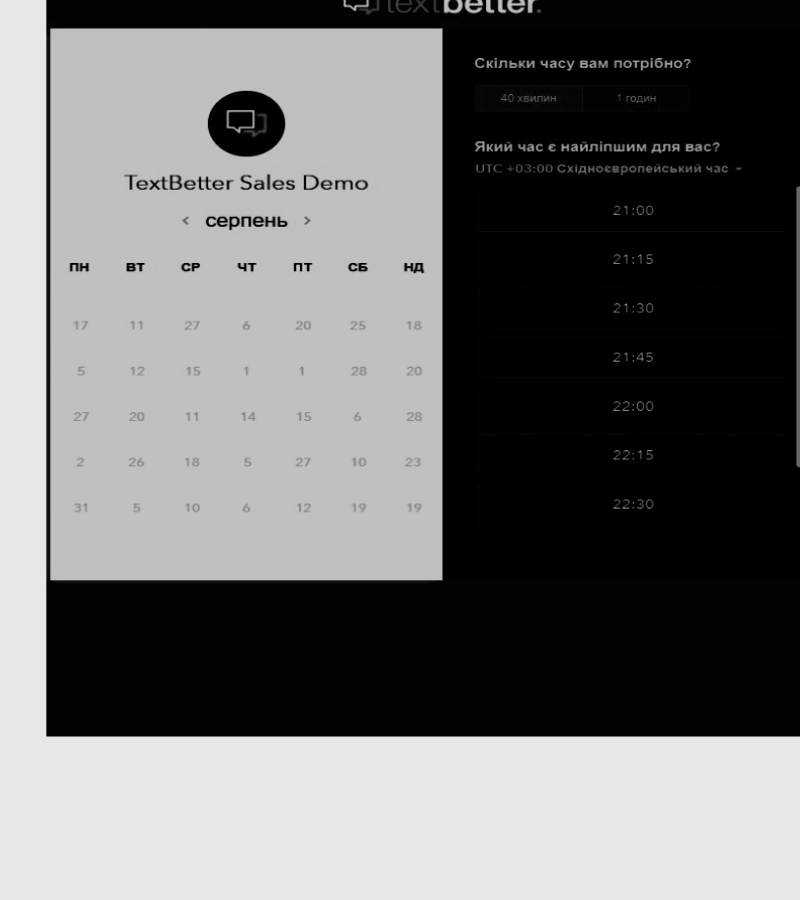 textbetter.
TextBetter Sales Demo
< серпень >
ПН ВТ СР ЧТ ПТ СБ НД
17 11 27 6 20 25 18
5 12 15 1 1 28 20
27 20 11 14 15 6 28
2 26 18 5 27 10 23
31 5 10 6 12 19 19
Скільки часу вам потрібно?
40 хвилин 1 годин
Який час є найліпшим для вас?
UTC +03:00 Східноєвропейський час
21:00
21:15
21:30
21:45
22:00
22:15
22:30